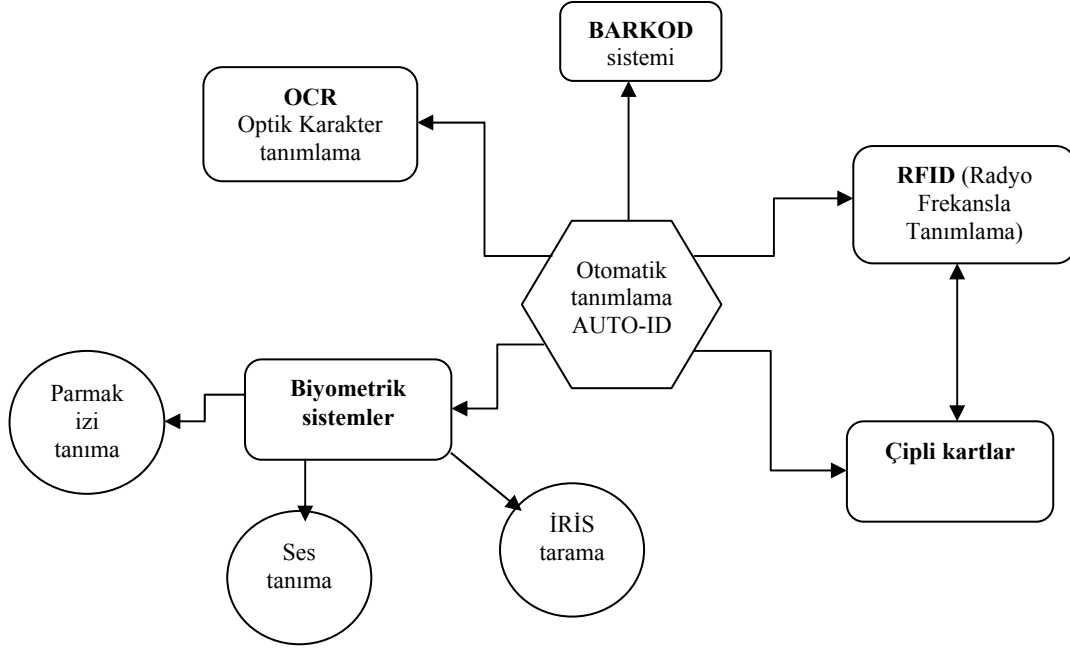 BARKOD
sistemi
OCR
Optik Karakter
tanımlama
RFID (Radyo
Frekansla
Tanımlama)
Otomatik
tanımlama
AUTO-ID
Parmak
izi
tanıma
Biyometrik
sistemler
Çipli kartlar
Ses
tanıma
İRİS
tarama